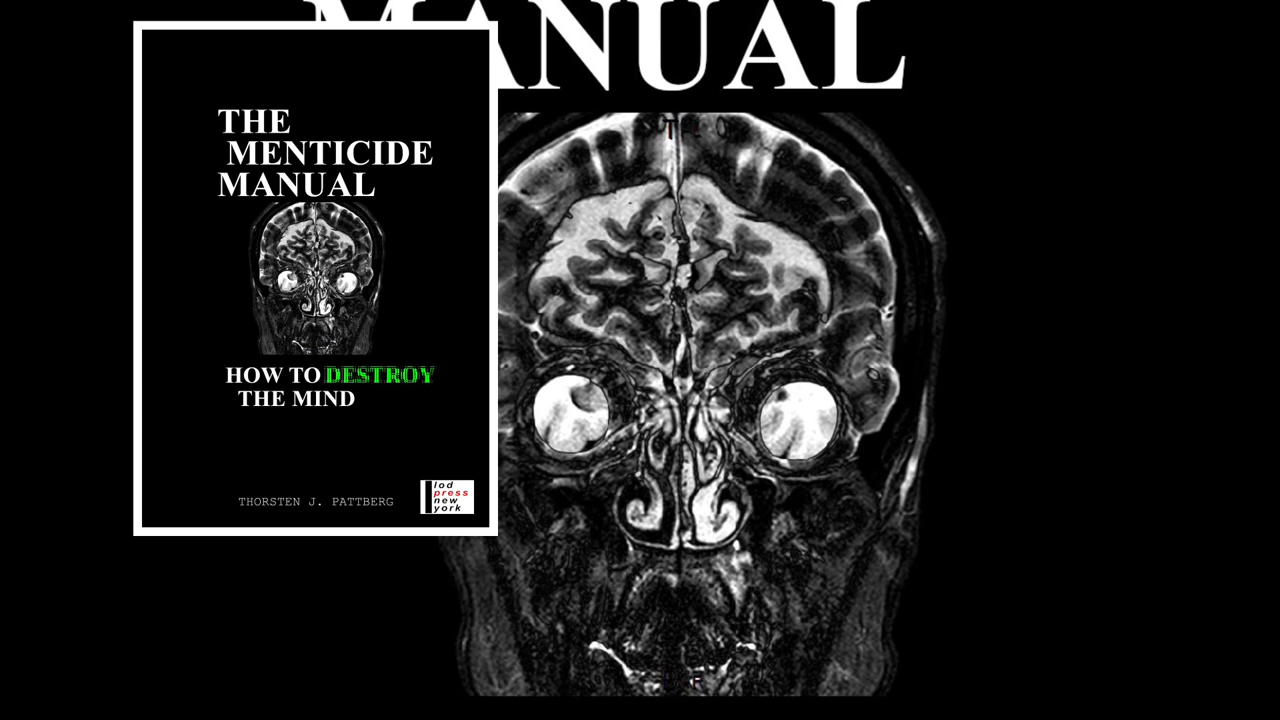 MANUAL
THE
MENTICIDE
MANUAL
HOW TO DESTROY
THE MIND
THORSTEN J. PATTBERG
lod
press
new
york